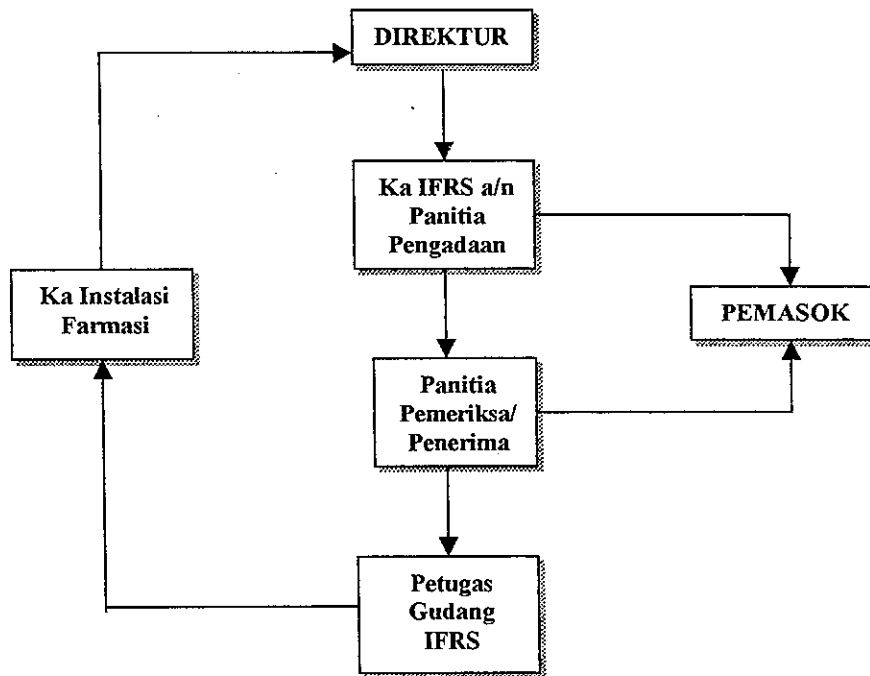 DIREKTUR
Ka IFRS a/n
Panitia
Pengadaan
Ka Instalasi
Farmasi
PEMASOK
Panitia
Pemeriksa/
Penerima
Petugas
Gudang
IFRS